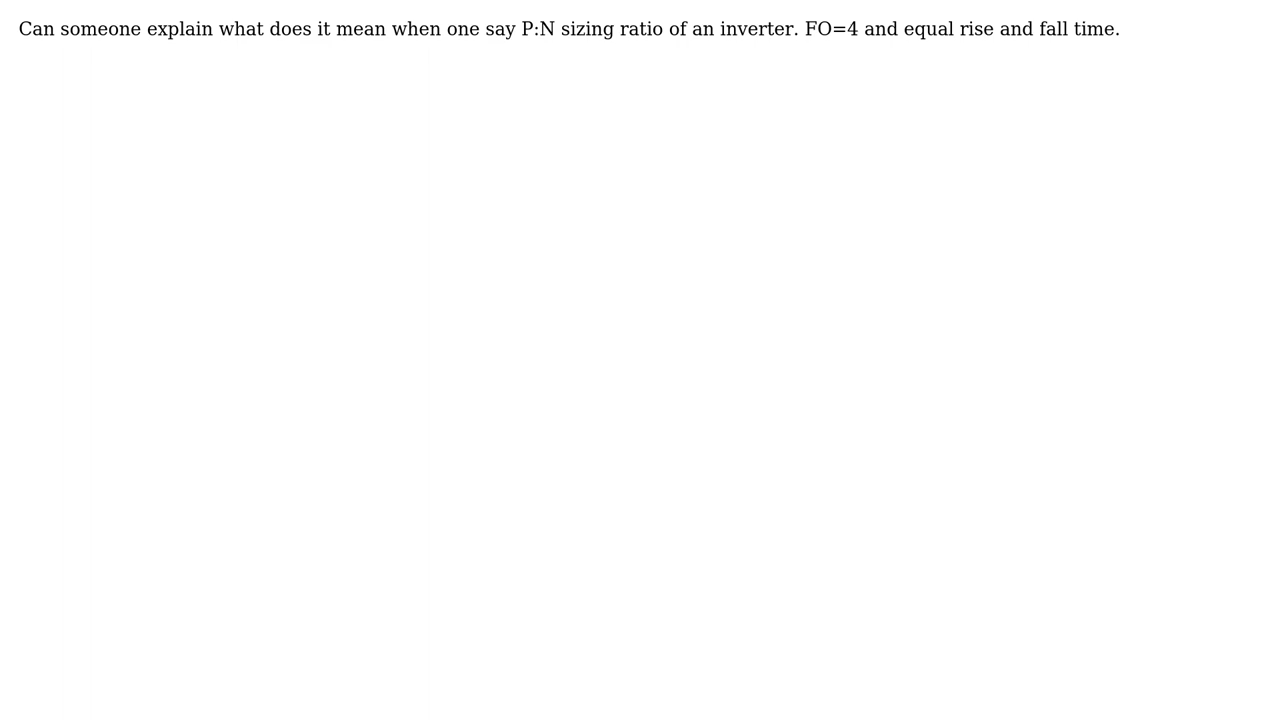 Can someone explain what does it mean when one say P:N sizing ratio of an inverter. FO=4 and equal rise and fall time.